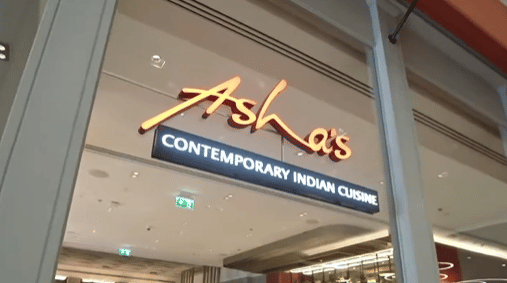 Asha's
CONTEMPORARY INDIAN CUISINE